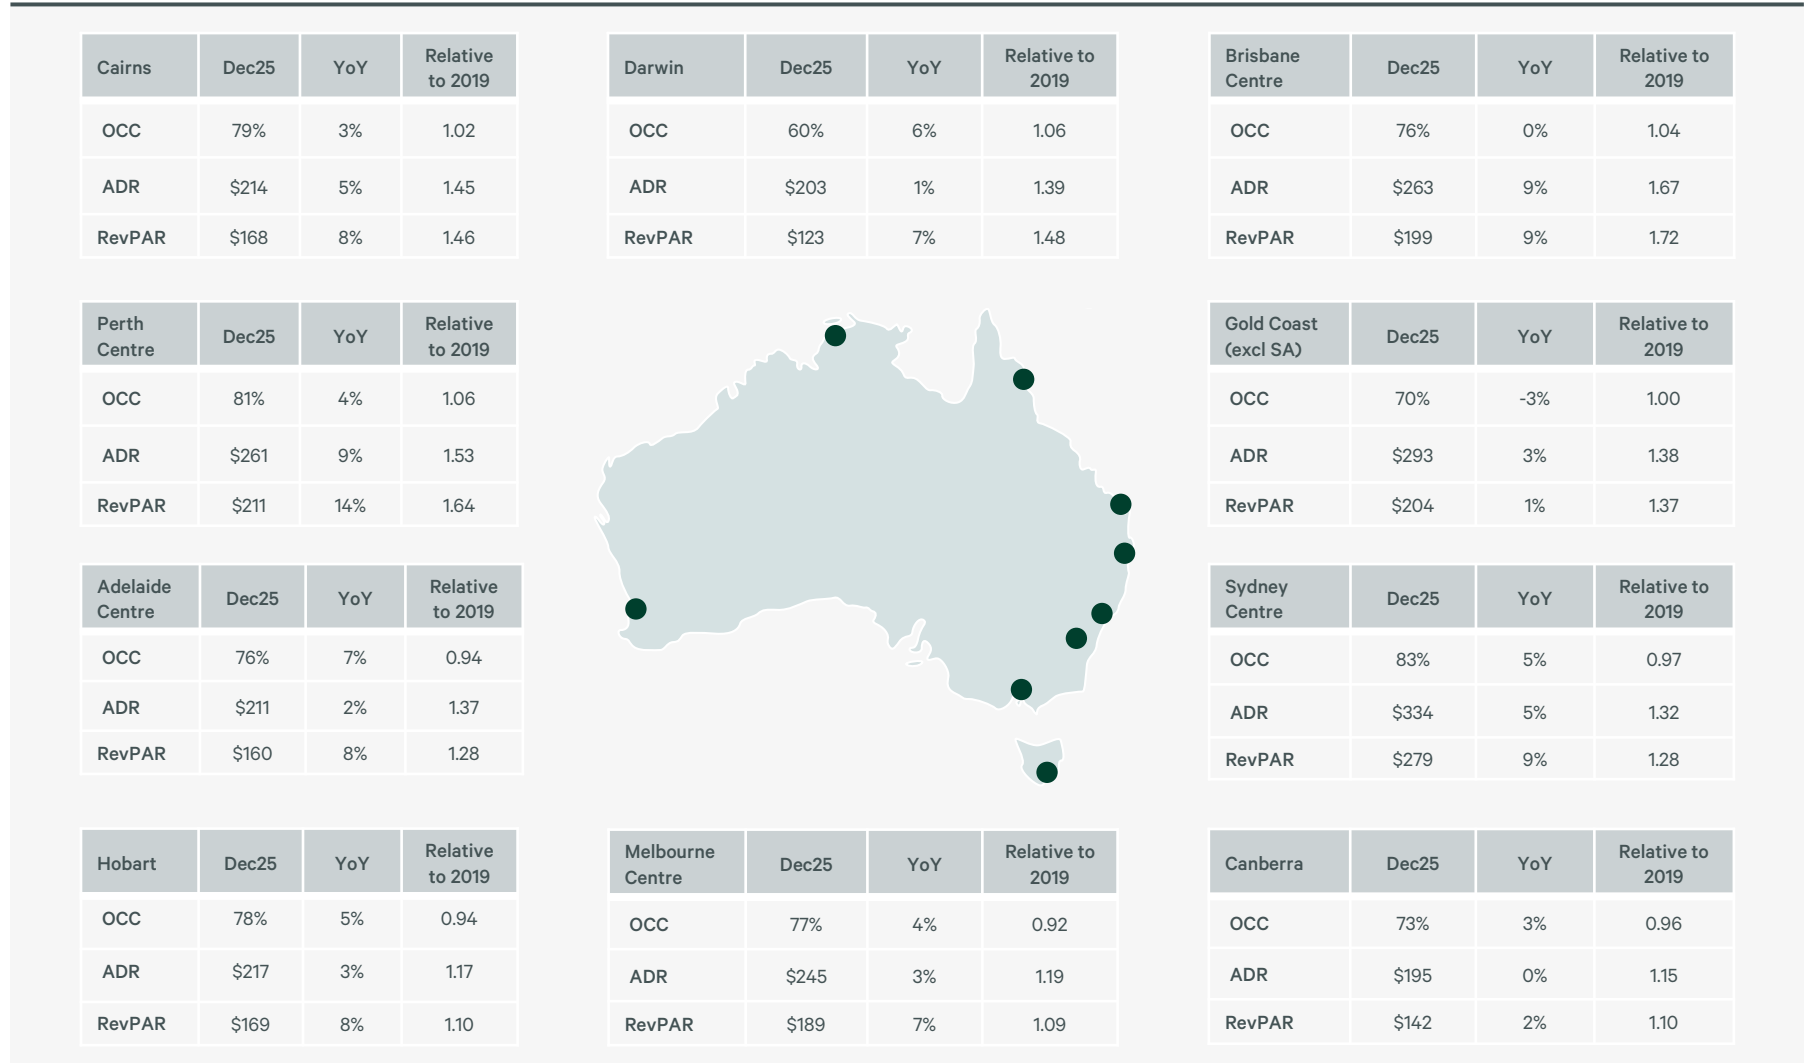 Cairns Dec25 YoY Relative
to 2019
OCC 79% 3% 1.02
ADR $214 5% 1.45
RevPAR $168 8% 1.46
Darwin Dec25 YoY Relative to
2019
OCC 60% 6% 1.06
ADR $203 1% 1.39
RevPAR $123 7% 1.48
Brisbane
Centre Dec25 YoY Relative to
2019
OCC 76% 0% 1.04
ADR $263 9% 1.67
RevPAR $199 9% 1.72
Perth
Centre Dec25 YoY Relative
to 2019
OCC 81% 4% 1.06
ADR $261 9% 1.53
RevPAR $211 14% 1.64
Gold Coast
(excl SA) Dec25 YoY Relative to
2019
OCC 70% -3% 1.00
ADR $293 3% 1.38
RevPAR $204 1% 1.37
Adelaide
Centre Dec25 YoY Relative
to 2019
OCC 76% 7% 0.94
ADR $211 2% 1.37
RevPAR $160 8% 1.28
Sydney
Centre Dec25 YoY Relative to
2019
OCC 83% 5% 0.97
ADR $334 5% 1.32
RevPAR $279 9% 1.28
Hobart Dec25 YoY Relative
to 2019
OCC 78% 5% 0.94
ADR $217 3% 1.17
RevPAR $169 8% 1.10
Melbourne
Centre Dec25 YoY Relative to
2019
OCC 77% 4% 0.92
ADR $245 3% 1.19
RevPAR $189 7% 1.09
Canberra Dec25 YoY Relative to
2019
OCC 73% 3% 0.96
ADR $195 0% 1.15
RevPAR $142 2% 1.10